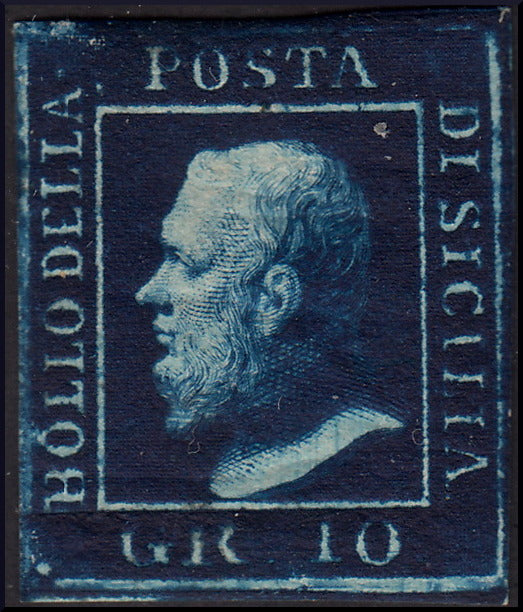 BOLLO DELLA
POSTA
DI SICILIA
GR 10